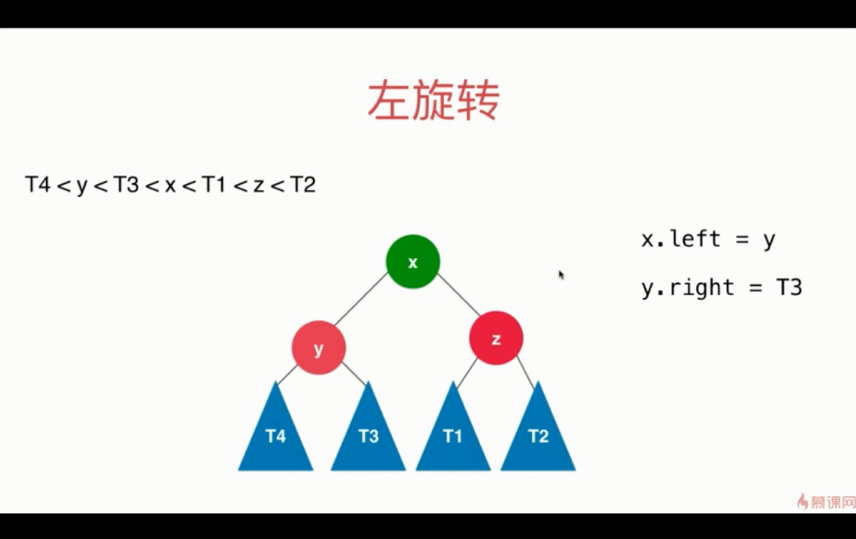 左旋转
T4 < y < T3 < x < T1 < z < T2
x.left = y
y.right = T3
x
y
z
T4
T3
T1
T2
慕课网